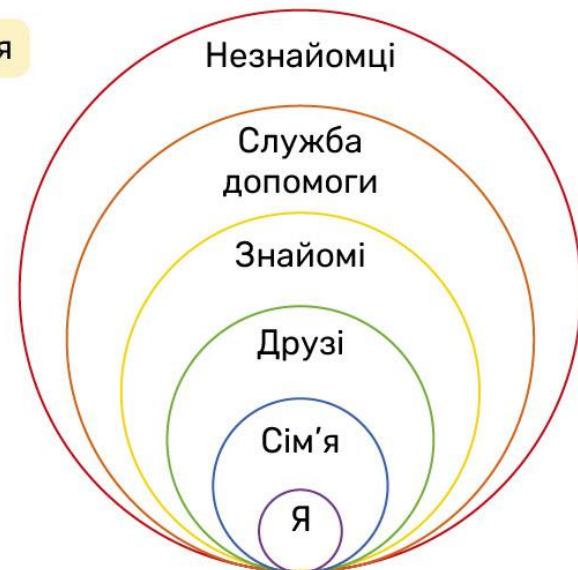 я
Незнайомці
Служба
допомоги
Знайомі
Друзі
Сім’я
Я